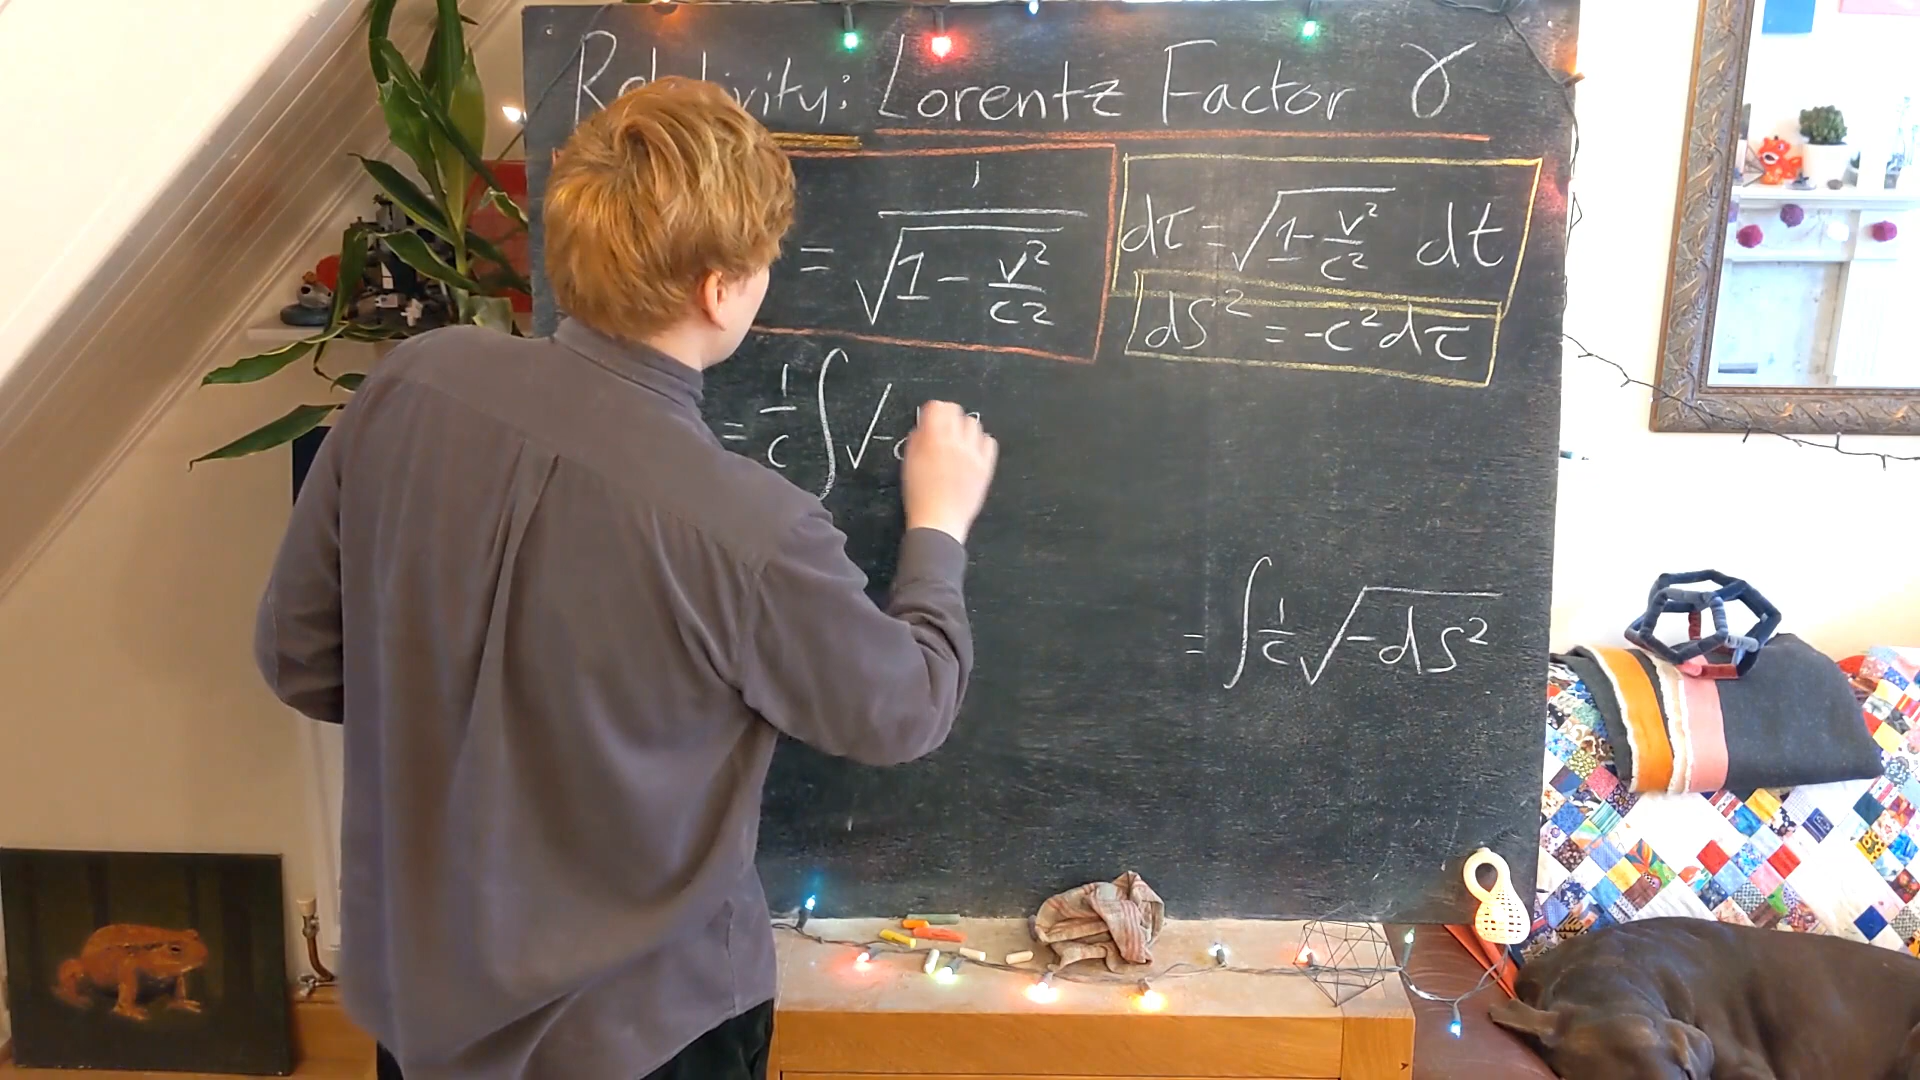 Relativity: Lorentz Factor γ
= 1/√(1-v²/c²)
dτ = √(1-v²/c²) dt
dS² = -c²dτ
= 1/c ∫√-
= ∫ 1/c √-dS²